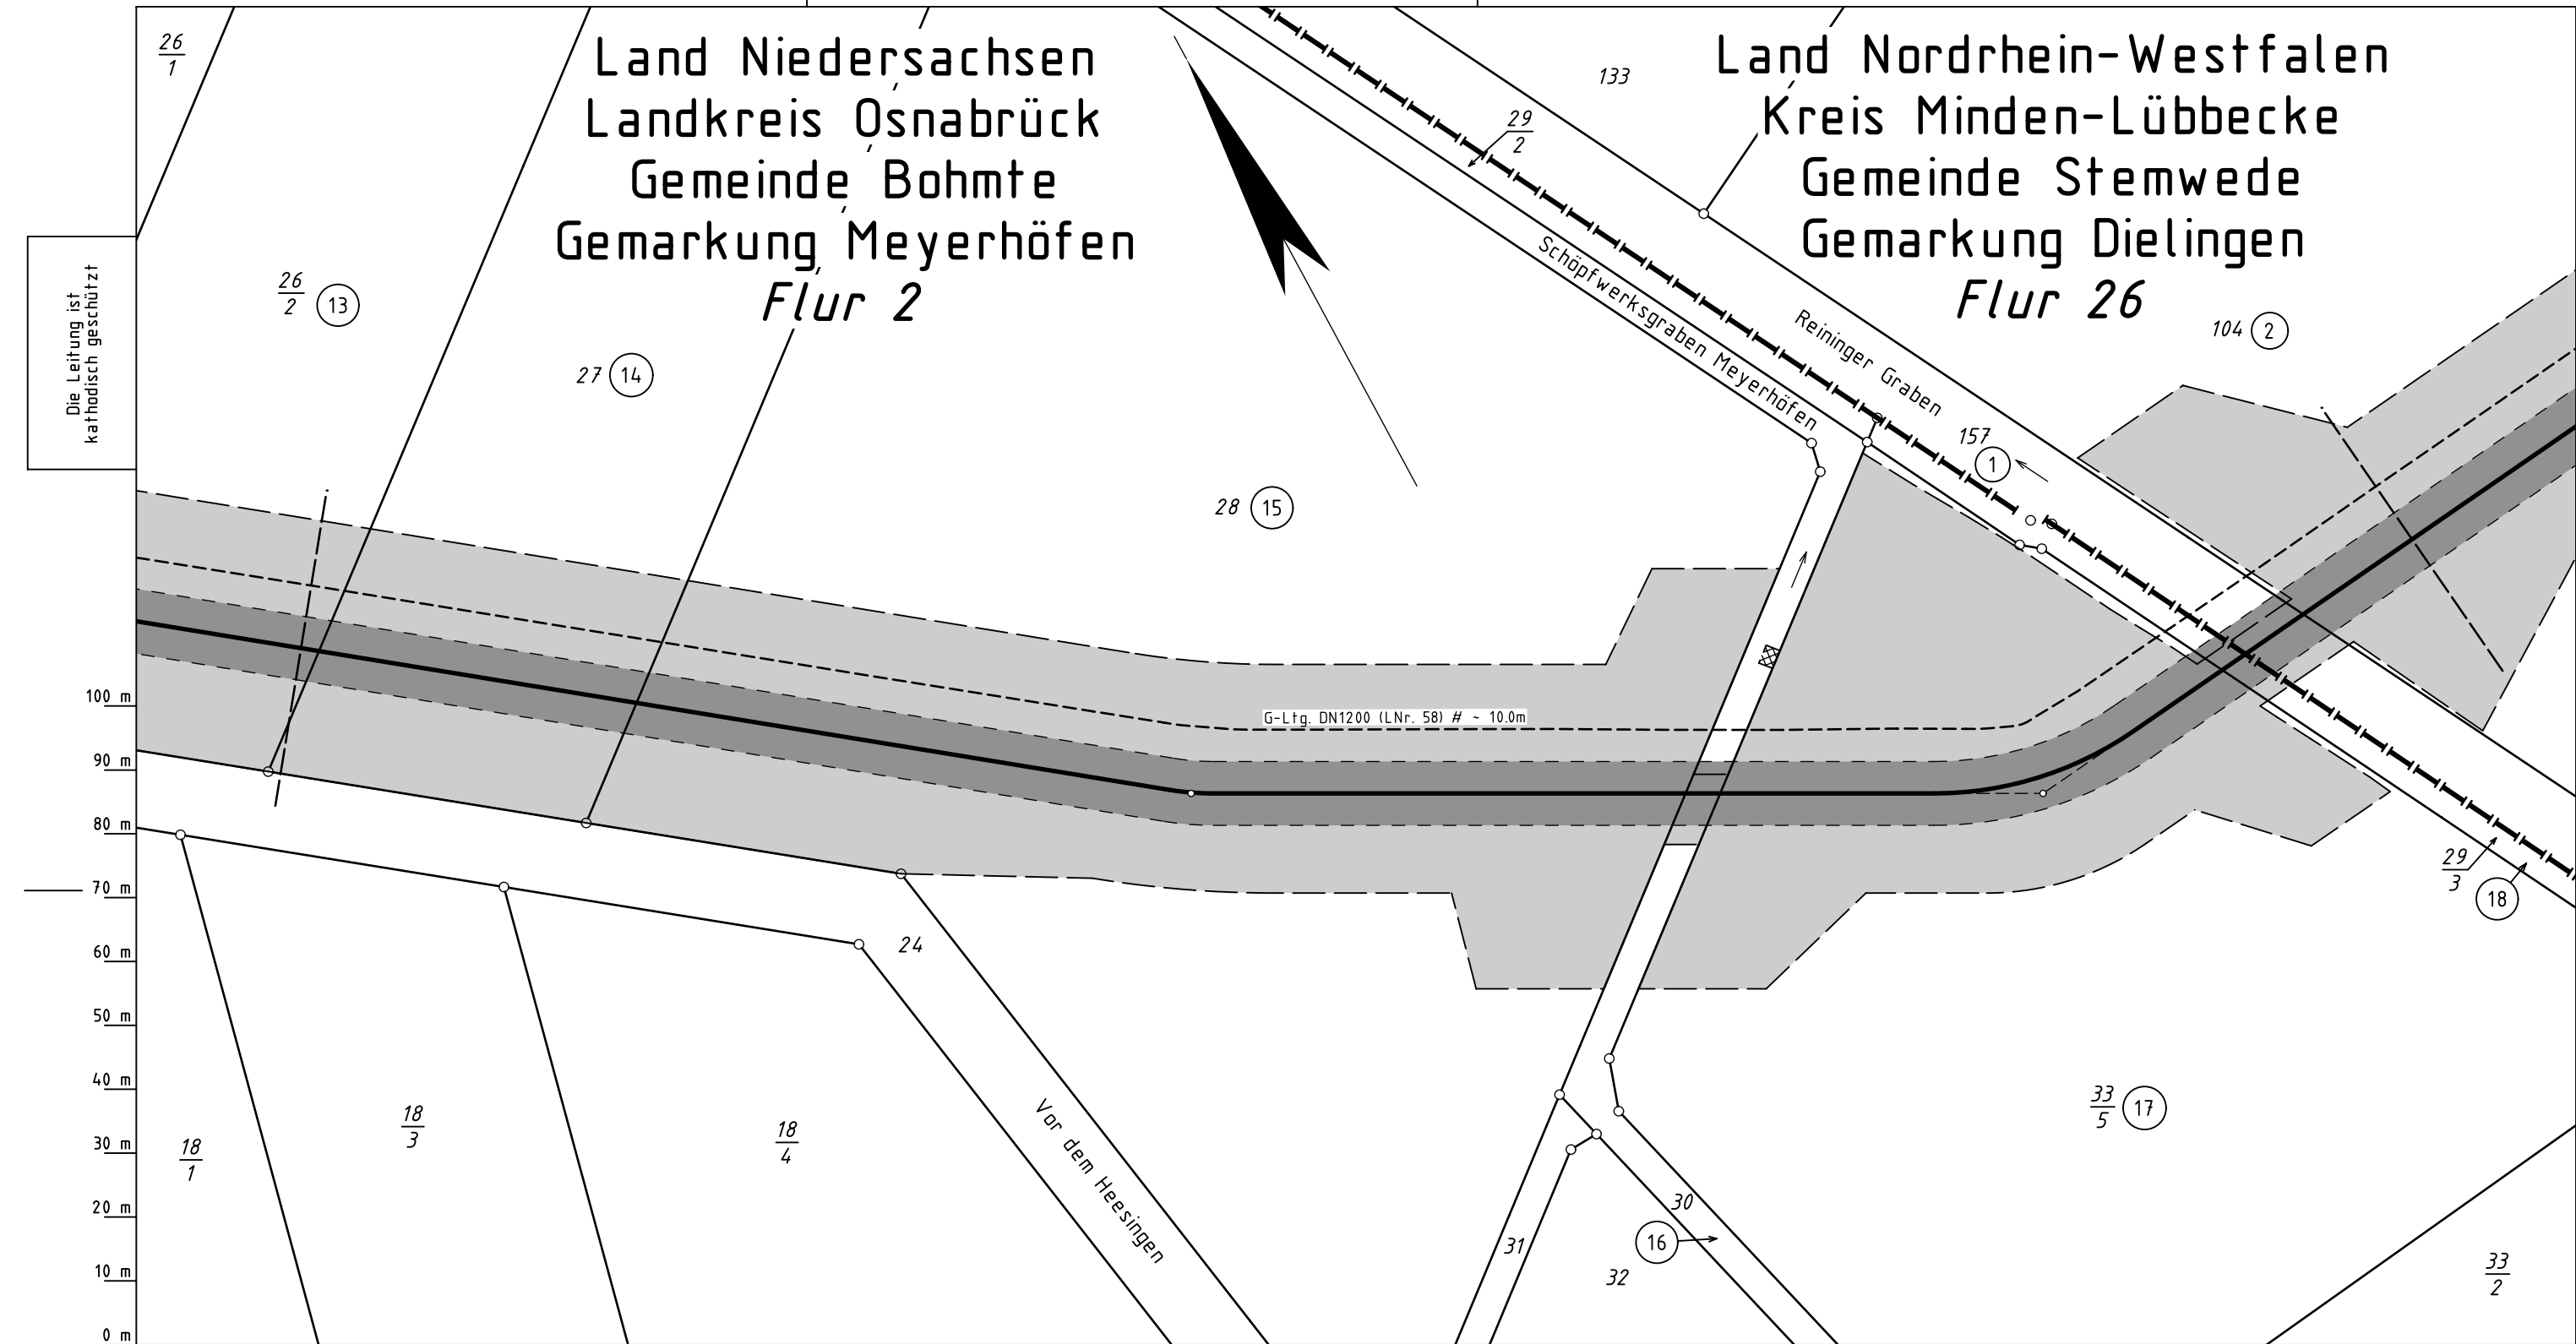 26
1
Land Niedersachsen
Landkreis Osnabrück
Gemeinde Bohmte
Gemarkung Meyerhöfen
Flur 2
Land Nordrhein-Westfalen
Kreis Minden-Lübbecke
Gemeinde Stemwede
Gemarkung Dielingen
Flur 26
133
29
2
Die Leitung ist
kathodisch geschützt
26
2
13
27
14
28
15
Schöpfwerksgraben Meyerhöfen
Reininger Graben
104
2
157
1
G-Ltg. DN1200 (LNr. 58) # ~ 10.0m
100 m
90 m
80 m
70 m
60 m
50 m
40 m
30 m
20 m
10 m
0 m
29
3
18
24
18
1
18
3
18
4
Vor dem Heesingen
33
5
17
30
16
31
32
33
2